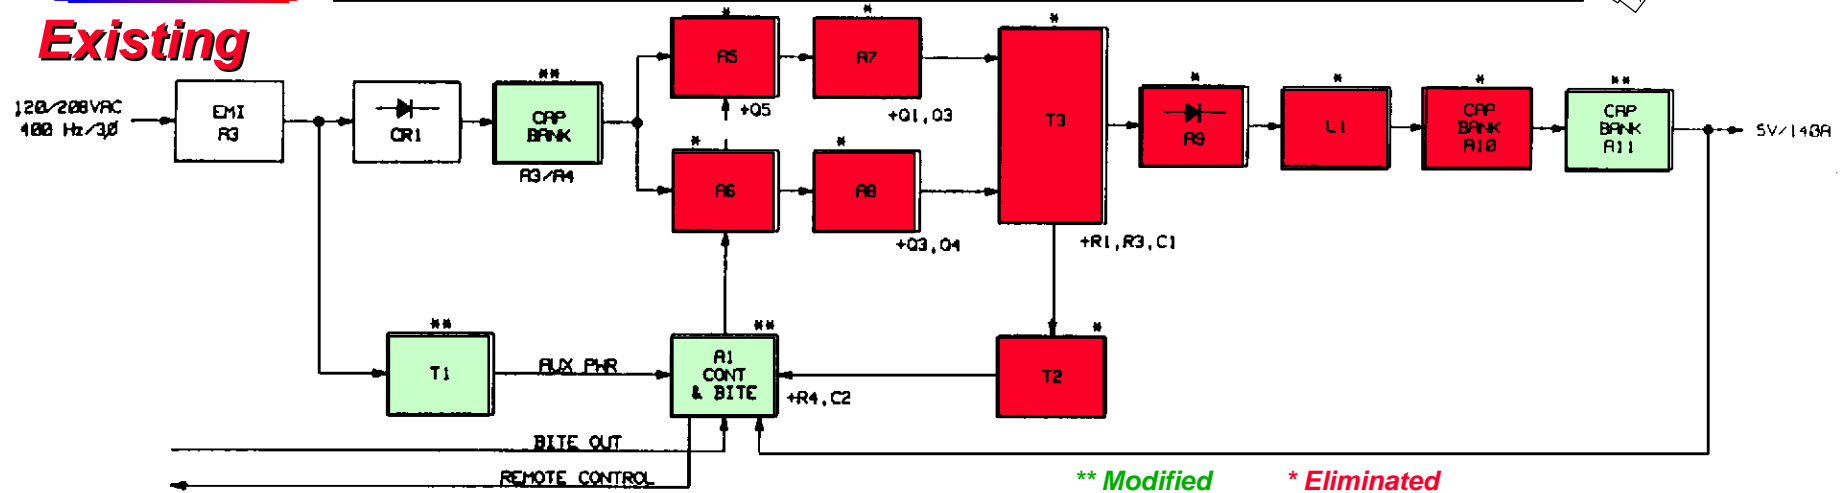 Existing
120/208VAC
400 Hz/3Ø
EMI
A3
CR1
**
CAP
BANK
A3/A4
*
A5
+Q5
A7
+Q1,Q3
*
A6
*
A8
+Q3,Q4
*
T3
+R1,R3,C1
*
A9
*
L1
*
CAP
BANK
A10
**
CAP
BANK
A11
5V/140A
**
T1
AUX PWR
**
A1
CONT
& BITE
+R4,C2
*
T2
BITE OUT
REMOTE CONTROL
** Modified * Eliminated